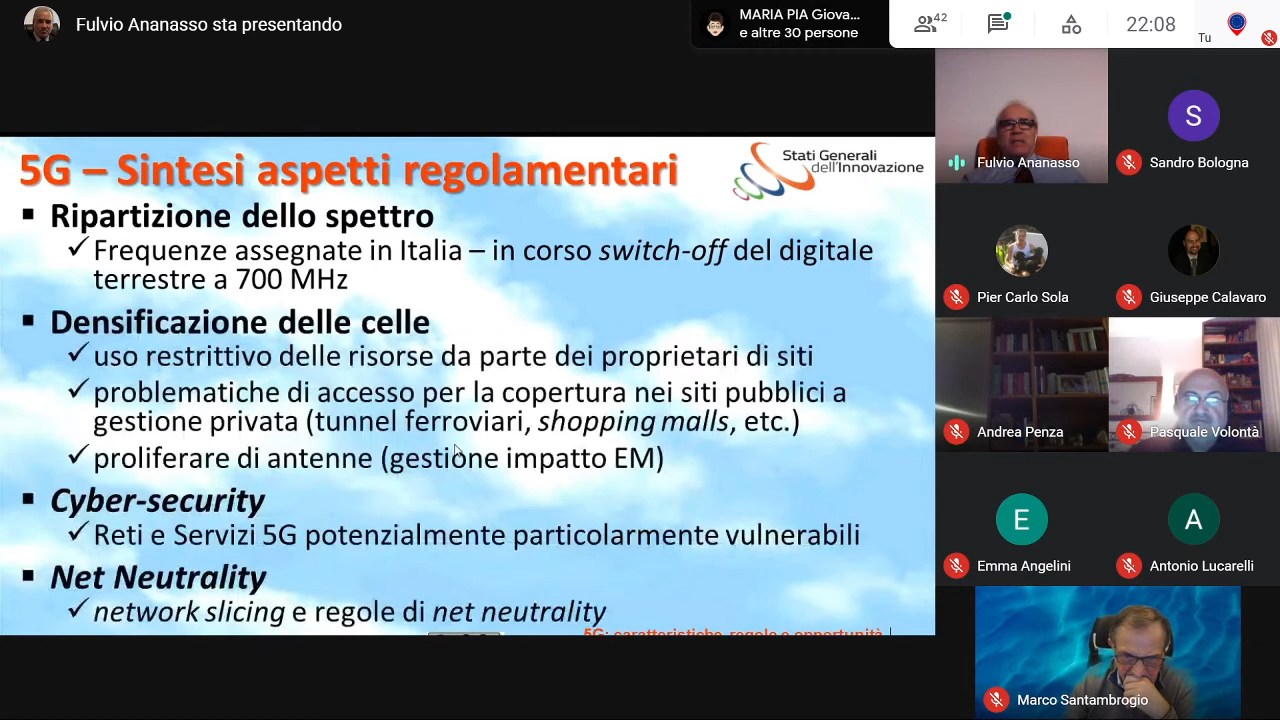 Fulvio Ananasso sta presentando
MARIA PIA Giova...
e altre 30 persone
42
22:08
Tu
5G – Sintesi aspetti regolamentari
Stati Generali
dell'Innovazione
▪ Ripartizione dello spettro
✓ Frequenze assegnate in Italia – in corso switch-off del digitale
terrestre a 700 MHz
▪ Densificazione delle celle
✓ uso restrittivo delle risorse da parte dei proprietari di siti
✓ problematiche di accesso per la copertura nei siti pubblici a
gestione privata (tunnel ferroviari, shopping malls, etc.)
✓ proliferare di antenne (gestione impatto EM)
▪ Cyber-security
✓ Reti e Servizi 5G potenzialmente particolarmente vulnerabili
▪ Net Neutrality
✓ network slicing e regole di net neutrality
5G: caratteristiche, regole e opportunità
Fulvio Ananasso
S
Sandro Bologna
Pier Carlo Sola
Giuseppe Calavaro
Andrea Penza
Pasquale Volontà
E
Emma Angelini
A
Antonio Lucarelli
Marco Santambrogio